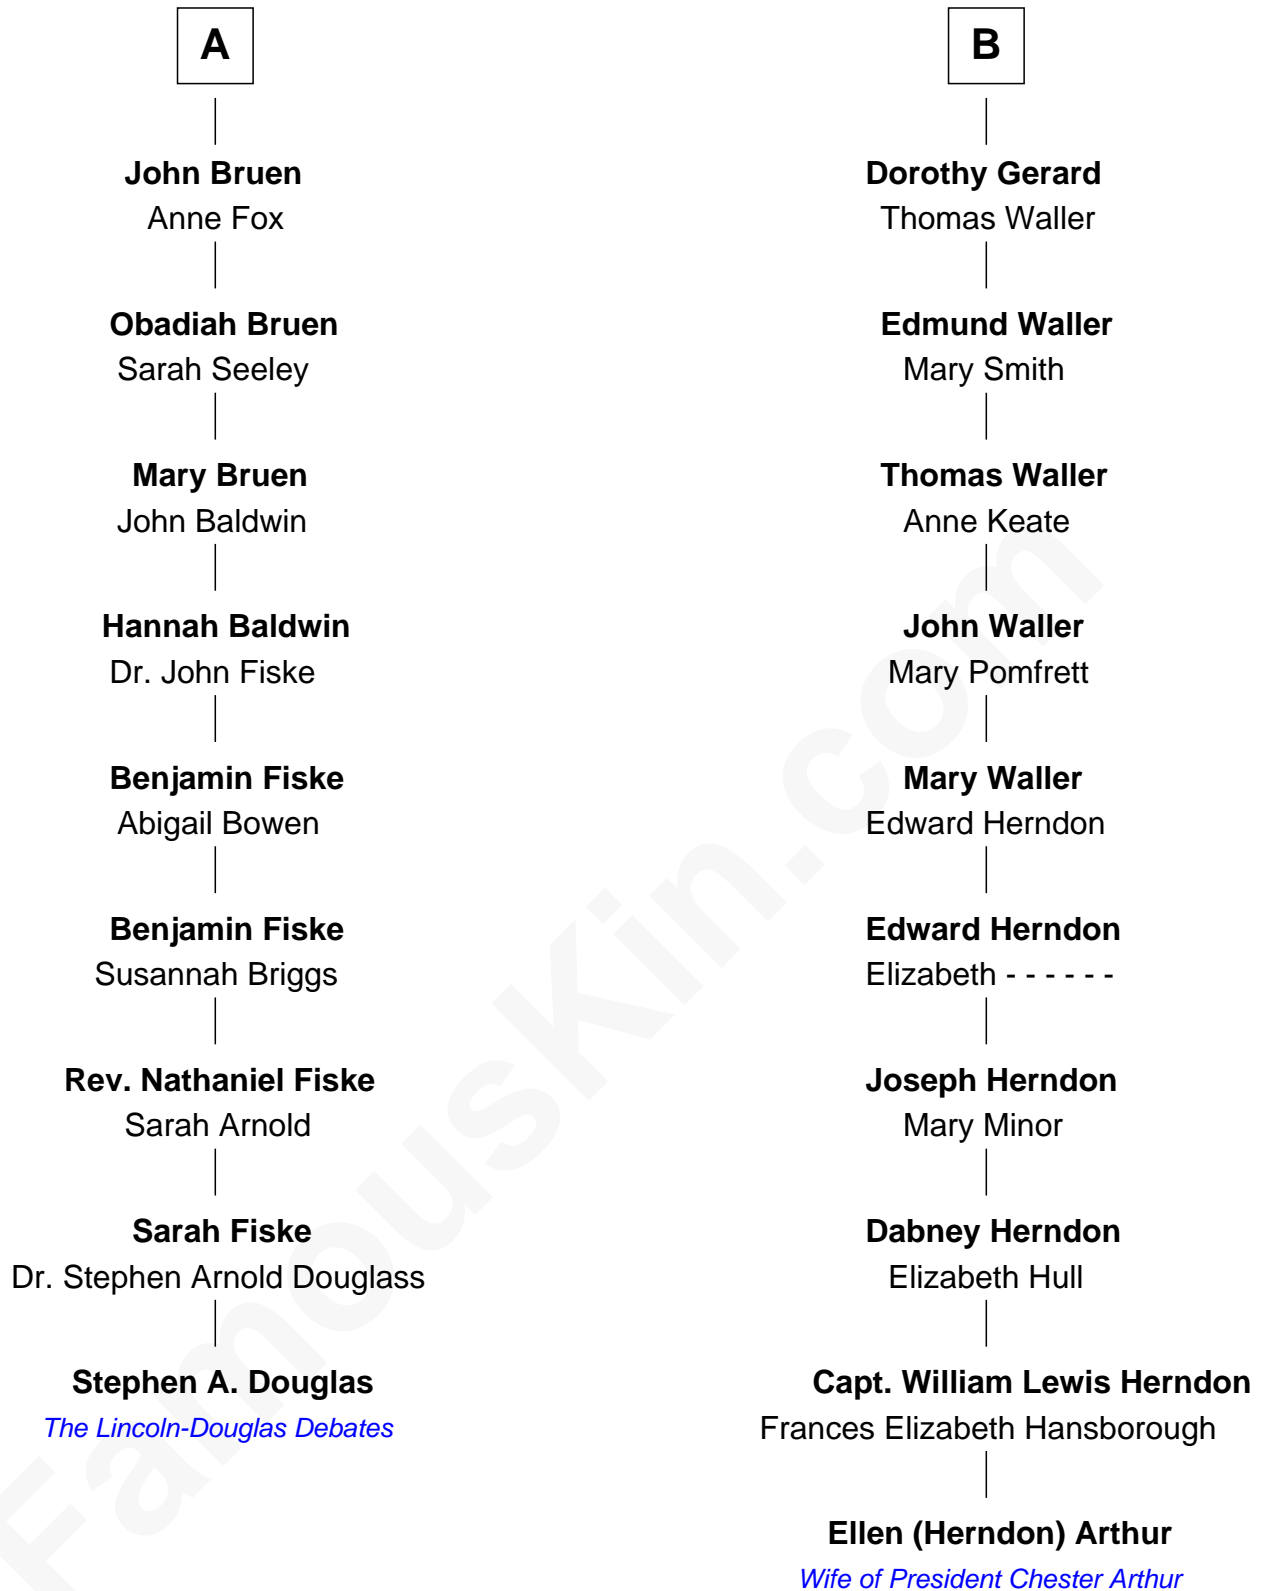 A
John Bruen
Anne Fox
Obadiah Bruen
Sarah Seeley
Mary Bruen
John Baldwin
Hannah Baldwin
Dr. John Fiske
Benjamin Fiske
Abigail Bowen
Benjamin Fiske
Susannah Briggs
Rev. Nathaniel Fiske
Sarah Arnold
Sarah Fiske
Dr. Stephen Arnold Douglass
Stephen A. Douglas
The Lincoln-Douglas Debates
B
Dorothy Gerard
Thomas Waller
Edmund Waller
Mary Smith
Thomas Waller
Anne Keate
John Waller
Mary Pomfrett
Mary Waller
Edward Herndon
Edward Herndon
Elizabeth - - - - - -
Joseph Herndon
Mary Minor
Dabney Herndon
Elizabeth Hull
Capt. William Lewis Herndon
Frances Elizabeth Hansborough
Ellen (Herndon) Arthur
Wife of President Chester Arthur
FamousKin.com